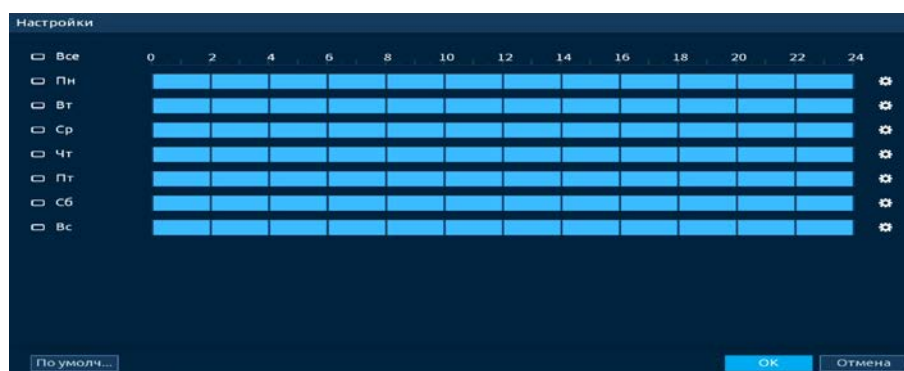 Настройки
Все 0 2 4 6 8 10 12 14 16 18 20 22 24
Пн
Вт
Ср
Чт
Пт
Сб
Вс
По умолч... OK Отмена